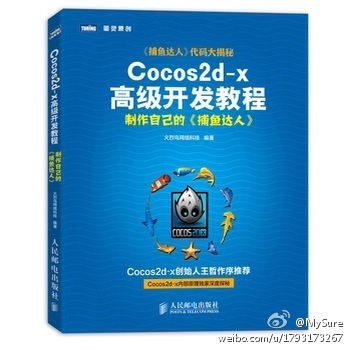 TURING 图灵原创
《捕鱼达人》代码大揭秘
Cocos2d-x
高级开发教程
制作自己的《捕鱼达人》
火烈鸟网络科技 编著
COCOS2DX
Cocos2d-x创始人王哲作序推荐
Cocos2d-x内部原理独家深度探秘
人民邮电出版社
POSTS & TELECOM PRESS
Cocos2d-x高级开发教程
制作自己的《捕鱼达人》
火烈鸟网络科技 编著
人民邮电出版社
@MySure
weibo.com/u/1793173267